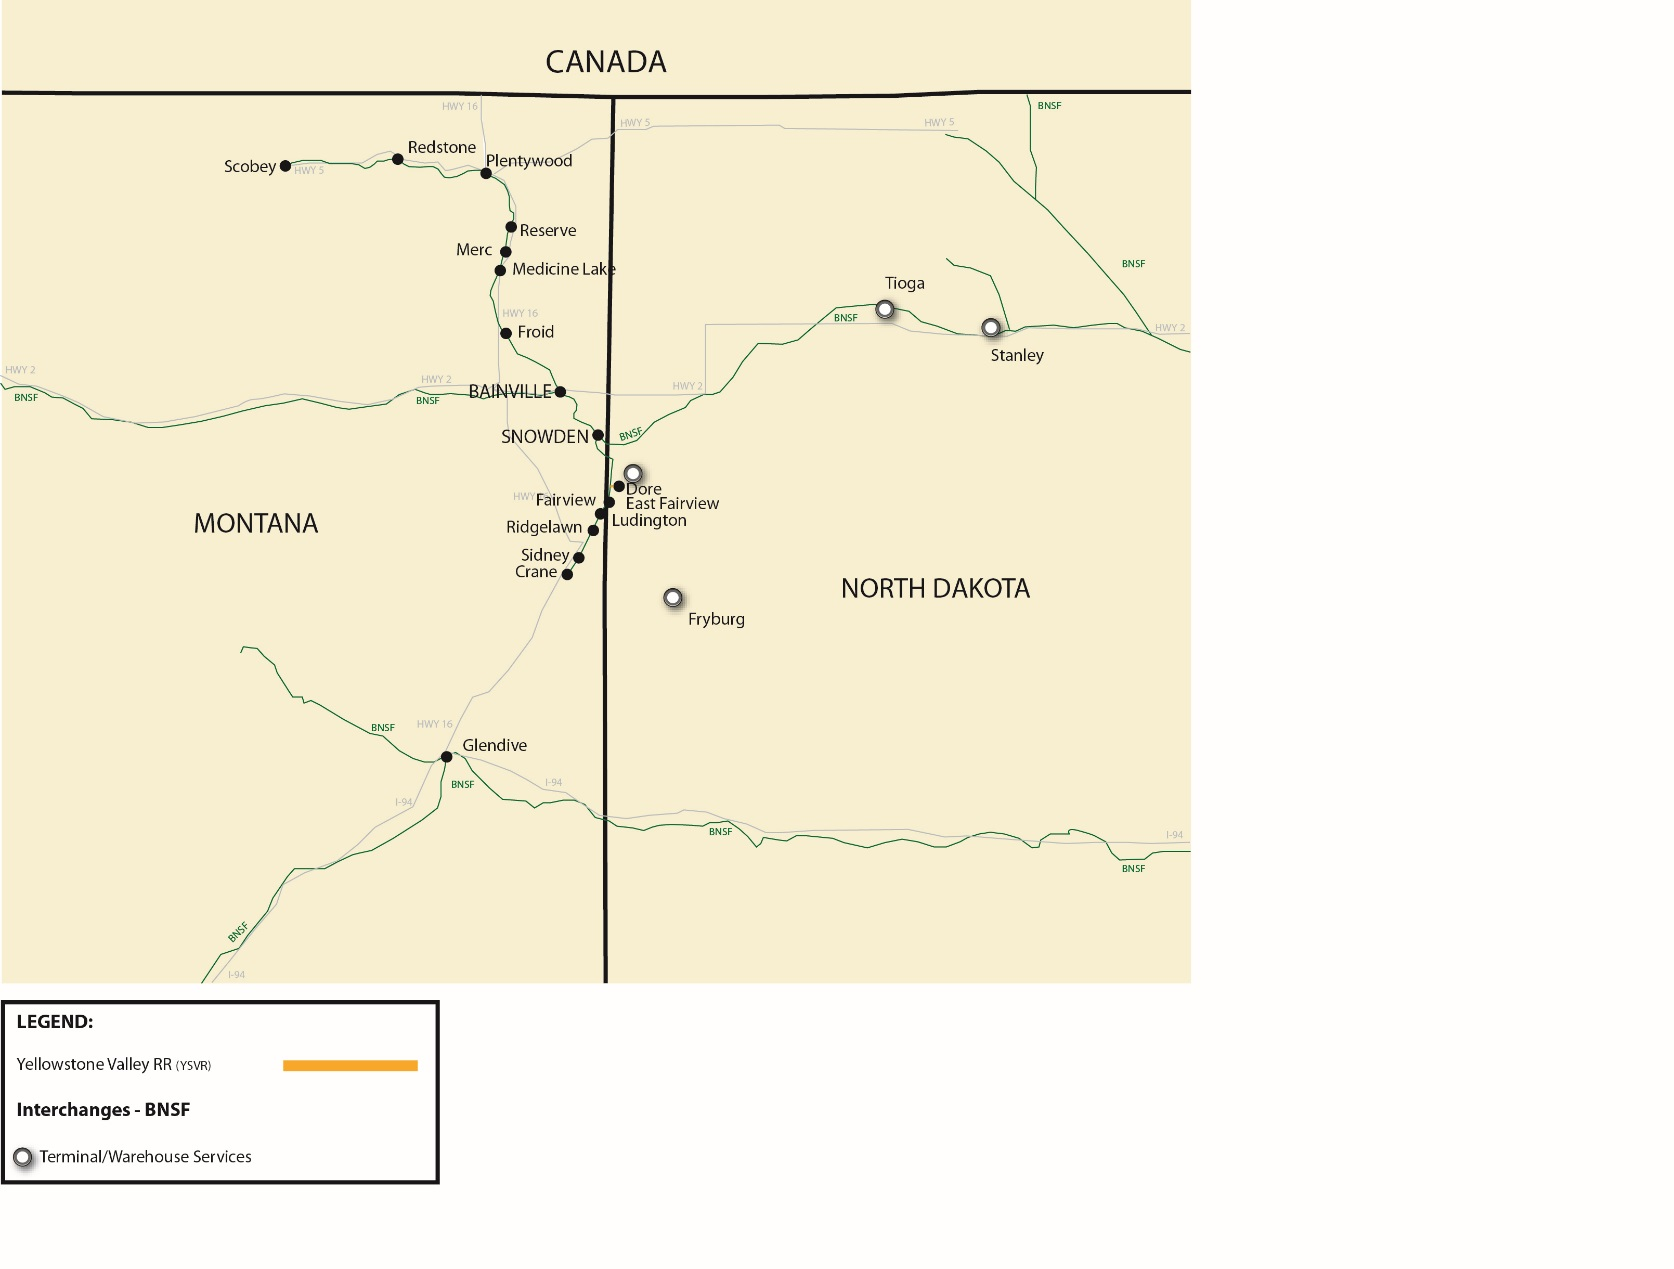 CANADA
HWY 16
BNSF
HWY 5
HWY 5
Redstone
Plentywood
Scobey
HWY 5
Reserve
Merc
BNSF
Medicine Lake
Tioga
HWY 16
BNSF
Froid
HWY 2
Stanley
HWY 2
HWY 2
HWY 2
BAINVILLE
BNSF
BNSF
SNOWDEN
BNSF
Dore
HWY
Fairview
East Fairview
MONTANA
Ludington
Ridgelawn
Sidney
Crane
NORTH DAKOTA
Fryburg
BNSF
HWY 16
Glendive
BNSF
I-94
I-94
BNSF
I-94
BNSF
BNSF
I-94
LEGEND:
Yellowstone Valley RR (YSVR)
Interchanges - BNSF
Terminal/Warehouse Services